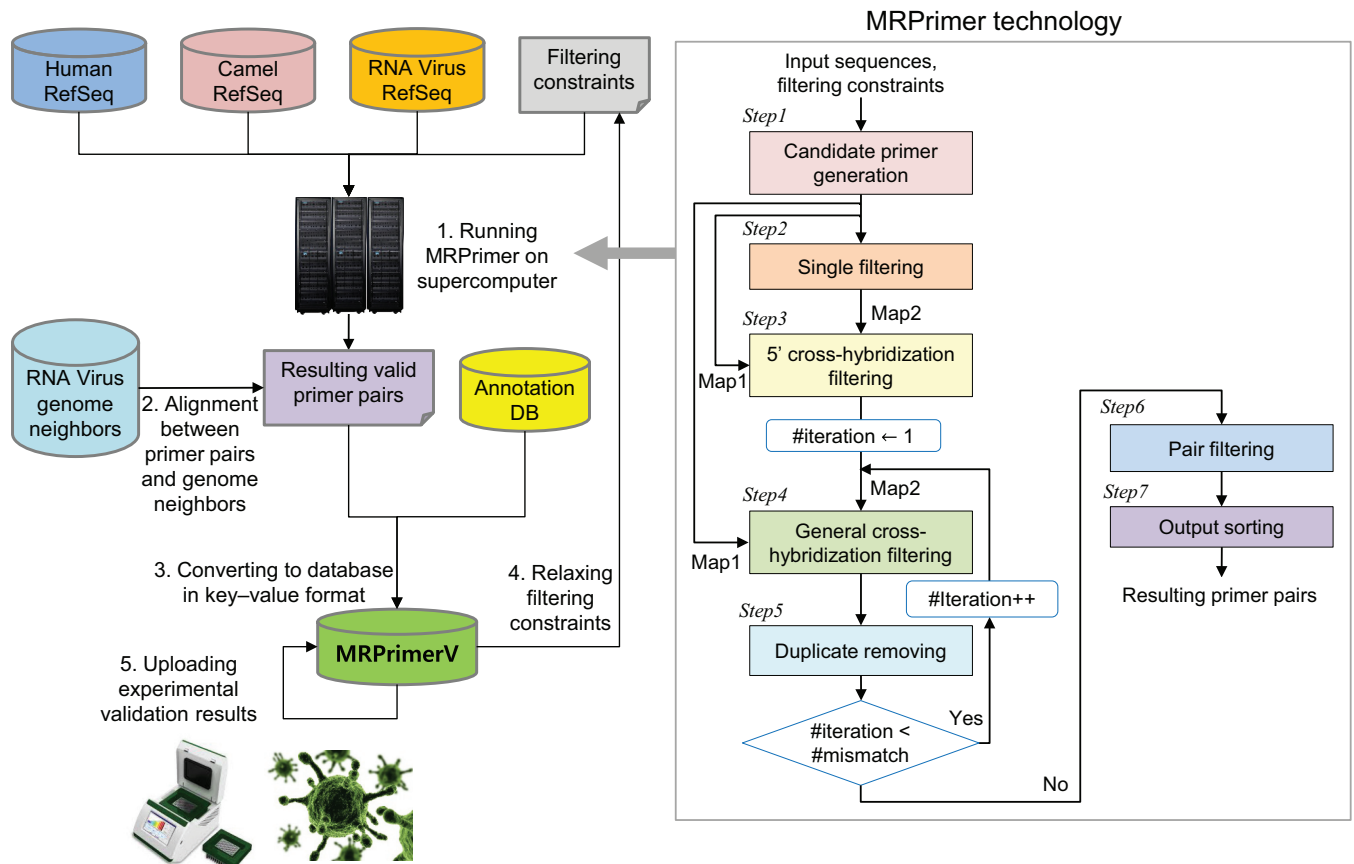 MRPrimer technology
Human
RefSeq
Camel
RefSeq
RNA Virus
RefSeq
Filtering
constraints
1. Running
MRPrimer on
supercomputer
RNA Virus
genome
neighbors
2. Alignment
between
primer pairs
and genome
neighbors
Resulting valid
primer pairs
Annotation
DB
3. Converting to database
in key–value format
4. Relaxing
filtering
constraints
MRPrimerV
5. Uploading
experimental
validation results
Input sequences,
filtering constraints
Step1
Candidate primer
generation
Step2
Single filtering
Map2
Step3
5’ cross-hybridization
filtering
Map1
#iteration ← 1
Map2
Step4
General cross-
hybridization filtering
Map1
#Iteration++
Step5
Duplicate removing
#iteration <
#mismatch
Yes
No
Step6
Pair filtering
Step7
Output sorting
Resulting primer pairs